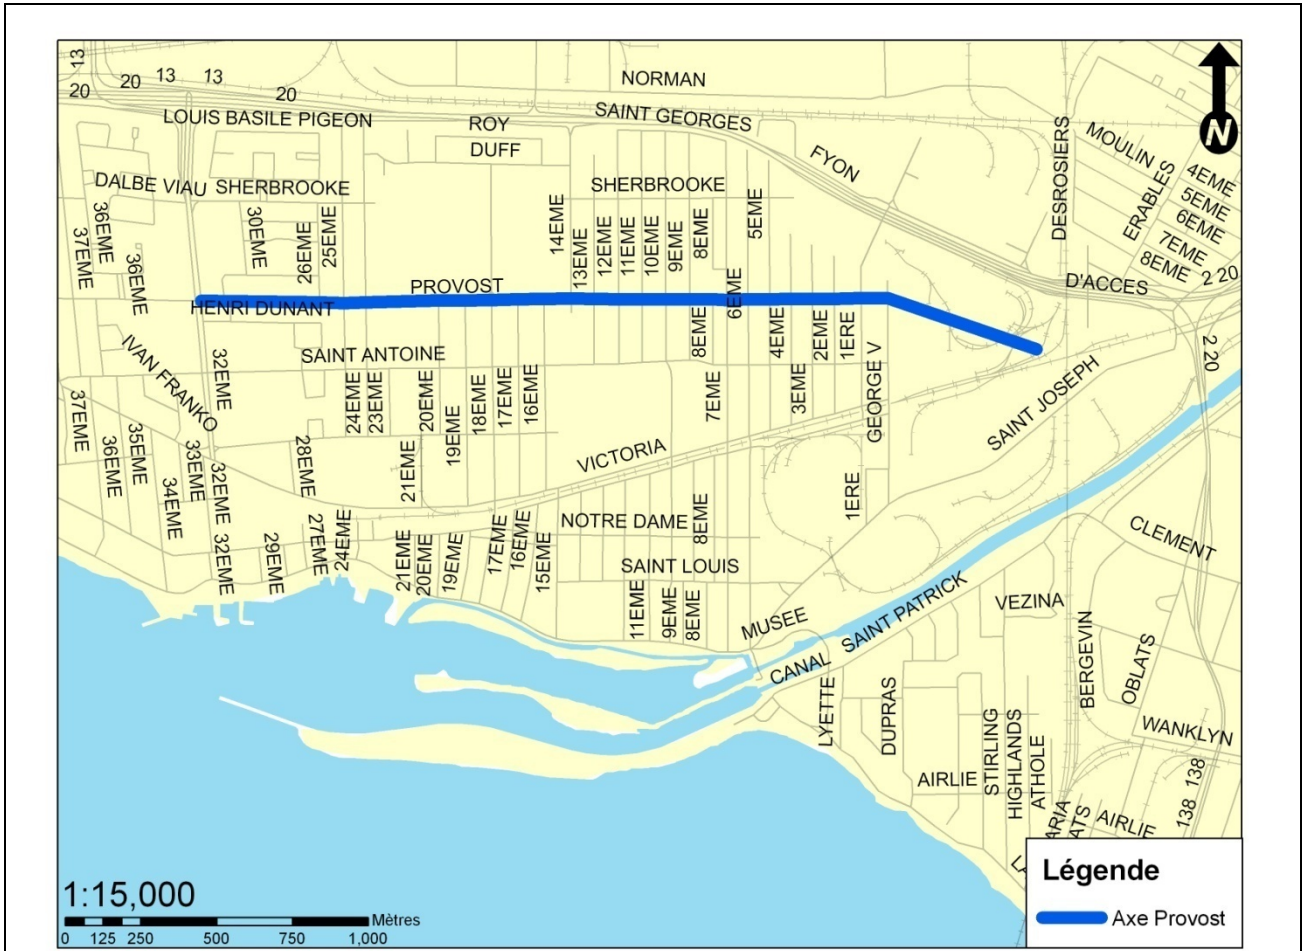 13
20
20
13
13
20
NORMAN
SAINT GEORGES
LOUIS BASILE PIGEON
ROY
DUFF
FYON
DESROSIERS
MOULIN
ERABLES
4EME
5EME
6EME
7EME
8EME
2 20
N
DALBE VIAU
SHERBROOKE
SHERBROOKE
37EME
36EME
36EME
30EME
26EME
25EME
14EME
13EME
12EME
11EME
10EME
9EME
8EME
5EME
6EME
D'ACCES
PROVOST
HENRI DUNANT
IVAN FRANKO
32EME
SAINT ANTOINE
24EME
23EME
20EME
19EME
18EME
17EME
16EME
8EME
7EME
4EME
3EME
2EME
1ERE
GEORGE V
SAINT JOSEPH
2 20
37EME
36EME
35EME
34EME
33EME
32EME
32EME
28EME
21EME
VICTORIA
1ERE
29EME
27EME
24EME
21EME
20EME
19EME
17EME
16EME
15EME
NOTRE DAME
8EME
SAINT LOUIS
11EME
9EME
8EME
MUSEE
CANAL
SAINT PATRICK
CLEMENT
VEZINA
BERGEVIN
OBLATS
WANKLYN
LYETTE
DUPRAS
STIRLING
HIGHLANDS
ATHOLE
AIRLIE
AIRLIE
138
138
1:15,000
Mètres
0 125 250 500 750 1,000
Légende
Axe Provost